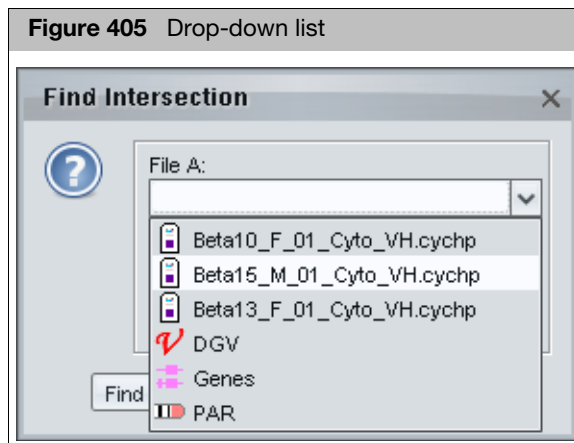 Figure 405 Drop-down list
Find Intersection
File A:
Beta10_F_01_Cyto_VH.cychp
Beta15_M_01_Cyto_VH.cychp
Beta13_F_01_Cyto_VH.cychp
DGV
Genes
PAR
Find